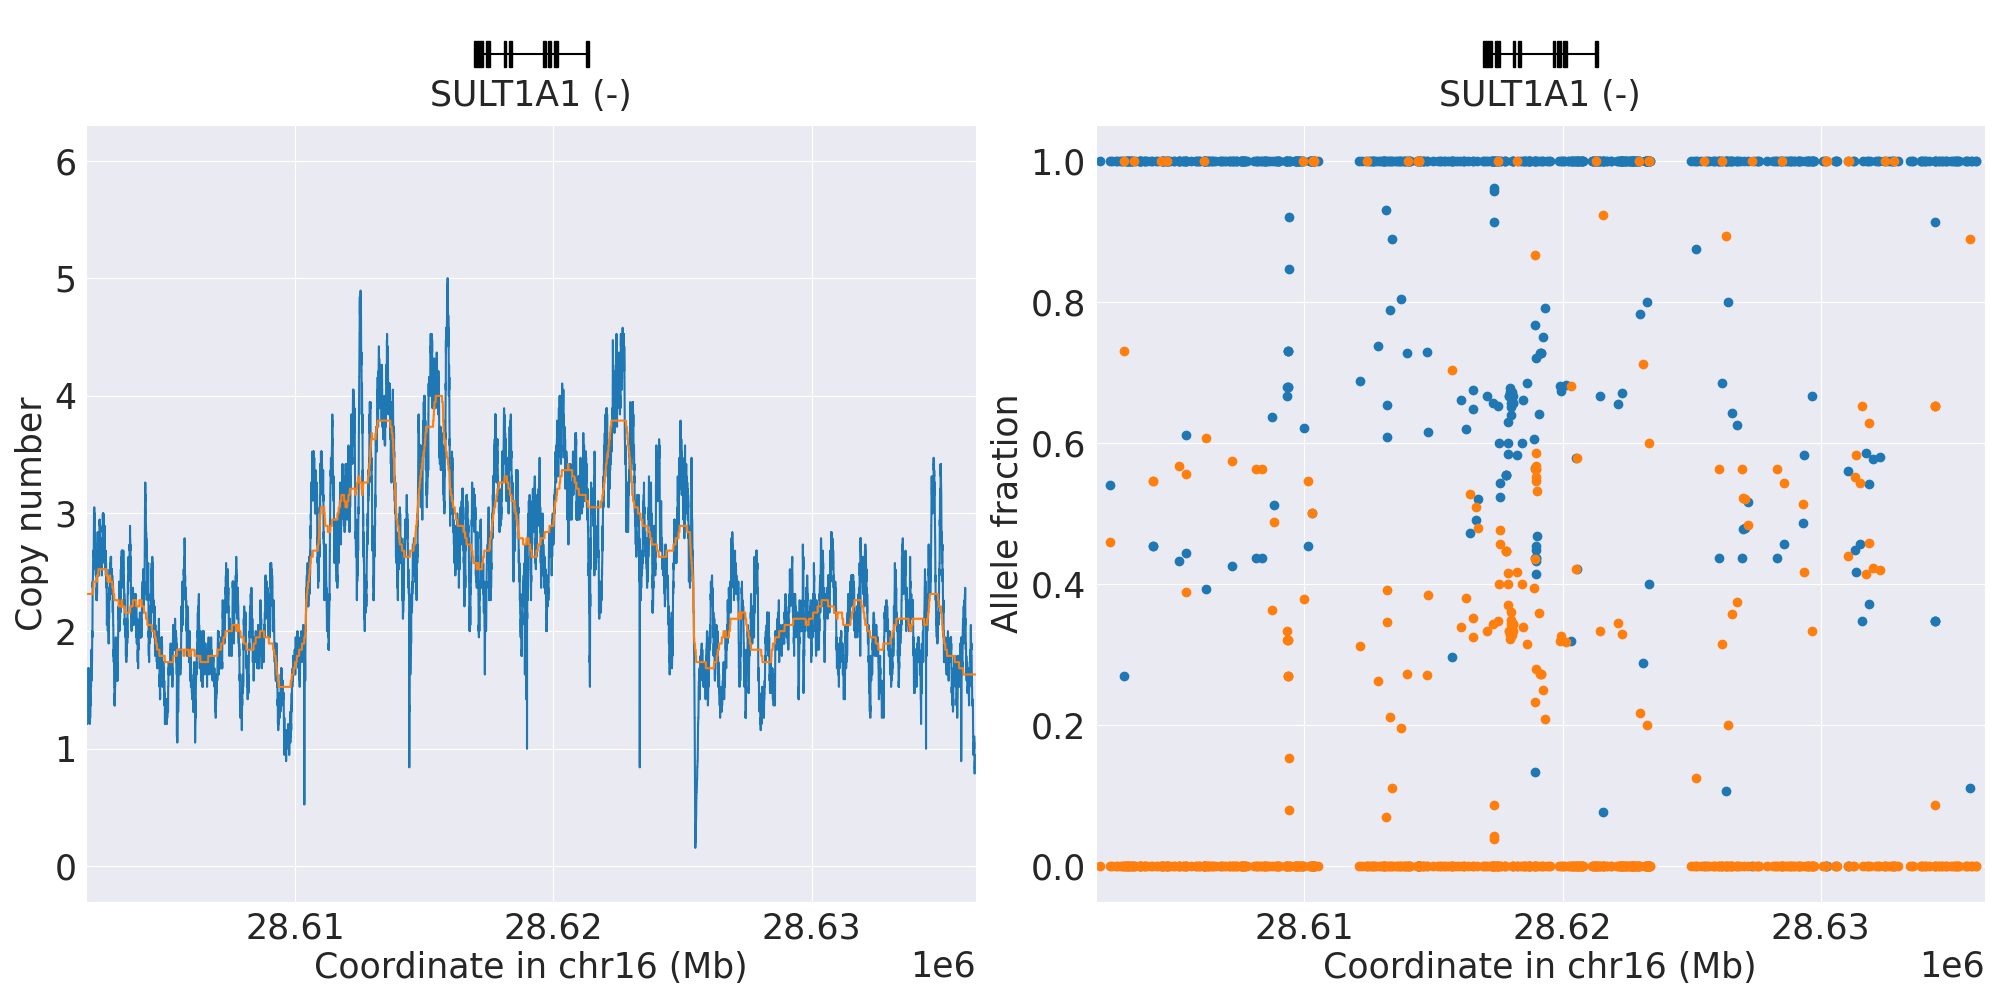 SULT1A1 (-)
6
5
4
3
2
1
0
Copy number
28.61
28.62
28.63
Coordinate in chr16 (Mb)
1e6
SULT1A1 (-)
1.0
0.8
0.6
0.4
0.2
0.0
Allele fraction
28.61
28.62
28.63
Coordinate in chr16 (Mb)
1e6